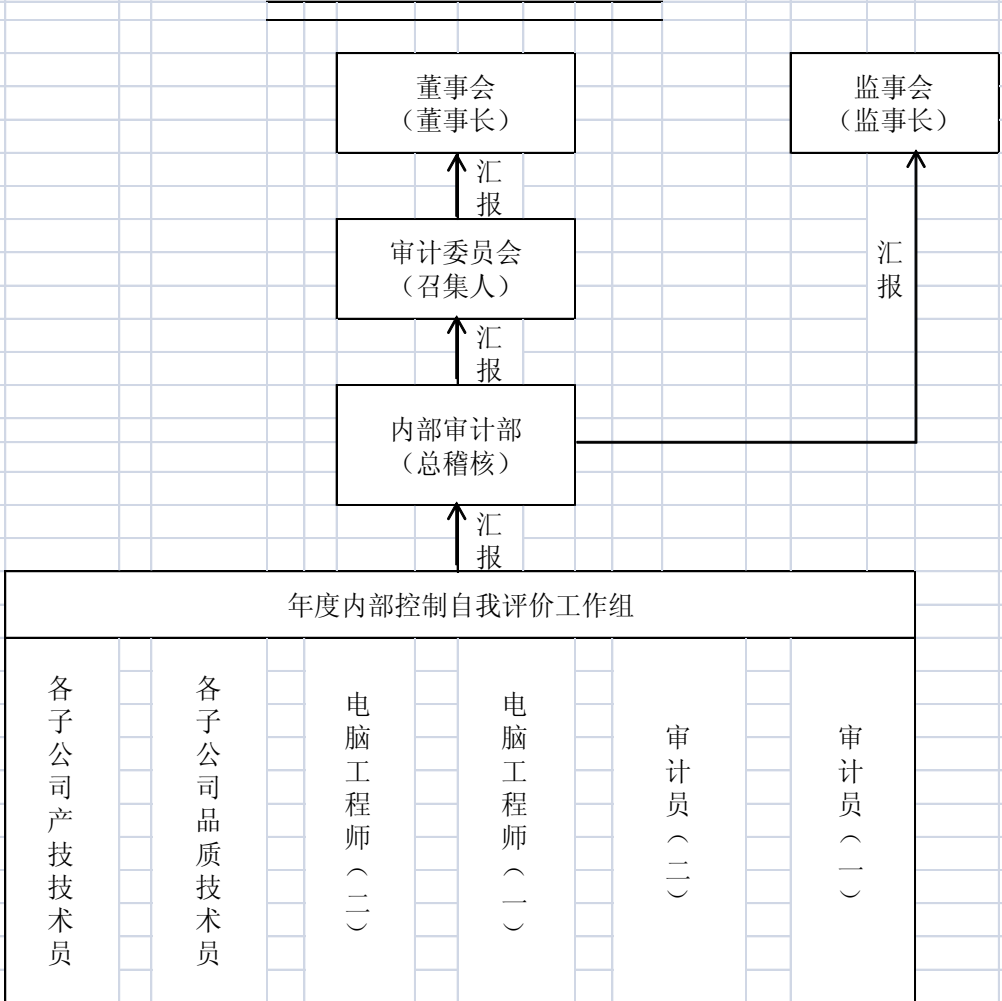 董事会
（董事长）
监事会
（监事长）
汇报
审计委员会
（召集人）
汇报
汇报
内部审计部
（总稽核）
汇报
年度内部控制自我评价工作组
各子公司产技技术员
各子公司品质技术员
电脑工程师（二）
电脑工程师（一）
审计员（二）
审计员（一）